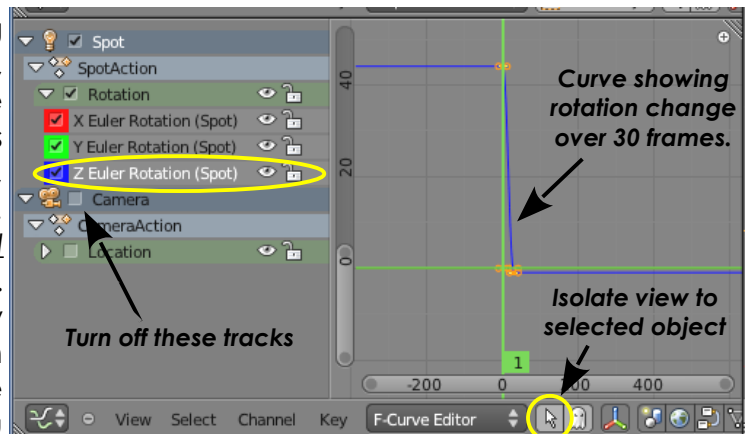 Spot
SpotAction
Rotation
X Euler Rotation (Spot)
Y Euler Rotation (Spot)
Z Euler Rotation (Spot)
Camera
CameraAction
Location
Turn off these tracks
40
20
0
Curve showing
rotation change
over 30 frames.
Isolate view to
selected object
1
-200 0 200 400
View Select Channel Key F-Curve Editor